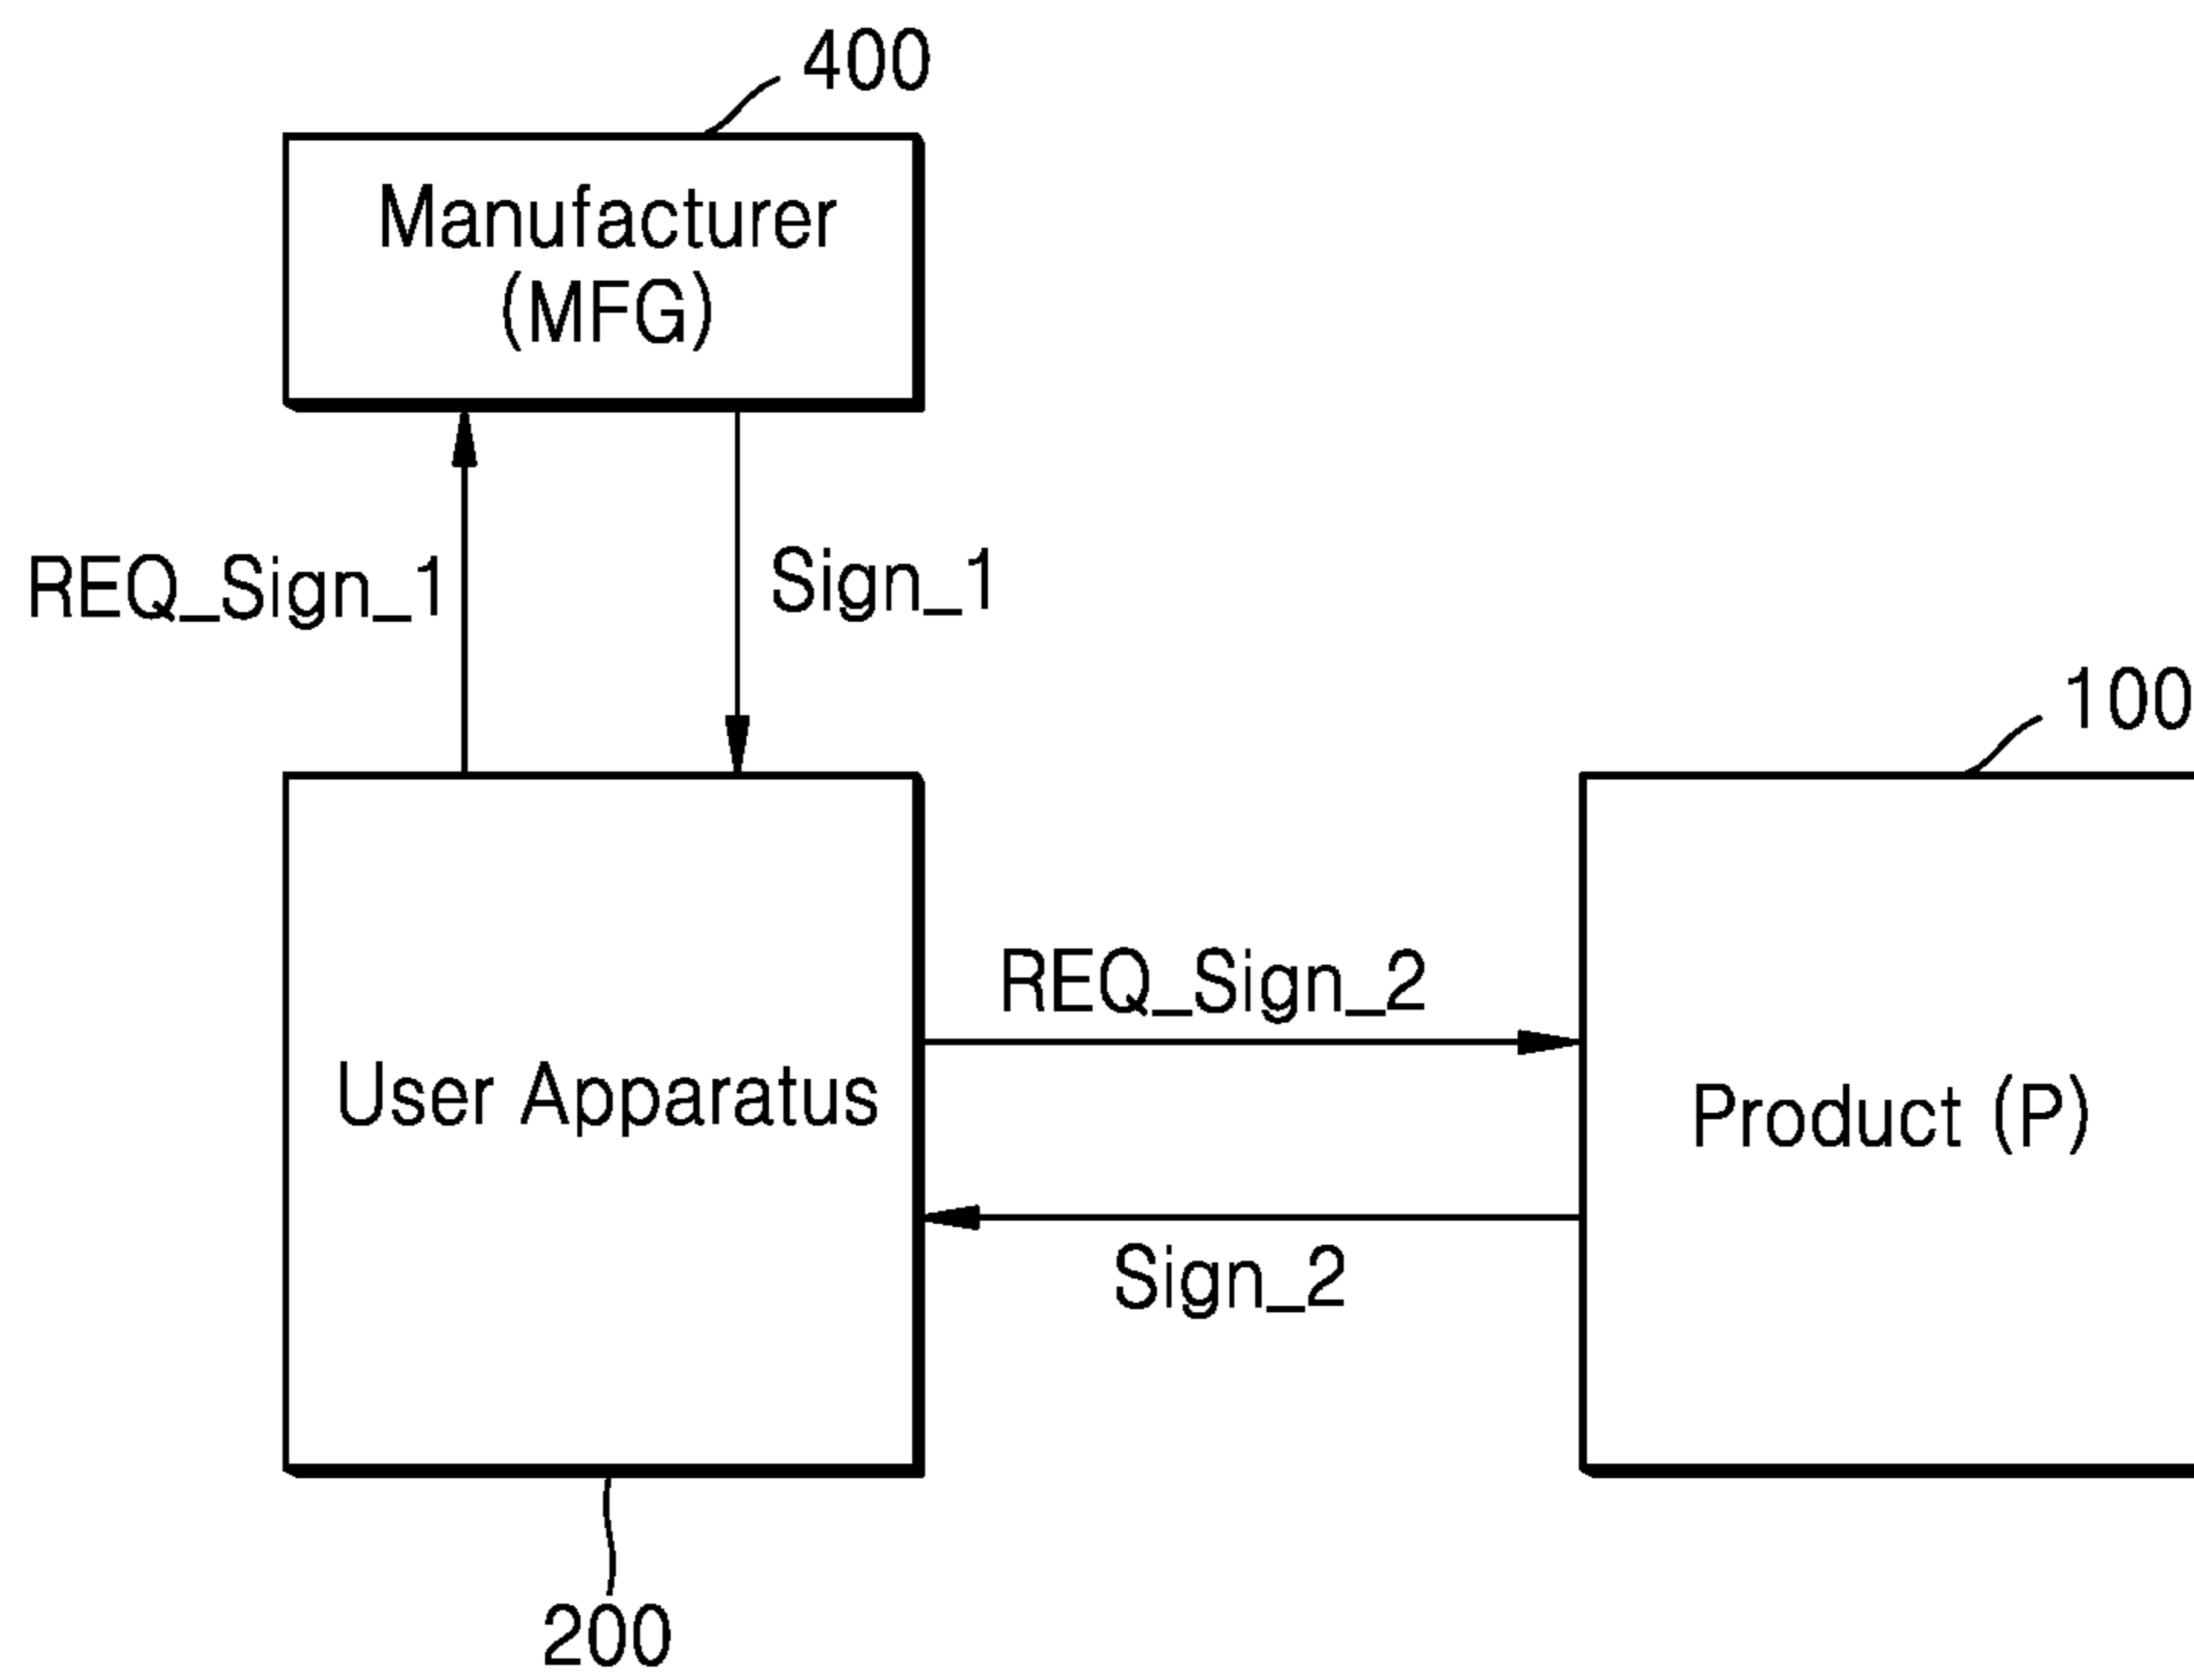 400
Manufacturer
(MFG)
REQ_Sign_1
Sign_1
100
REQ_Sign_2
User Apparatus
Product (P)
Sign_2
200